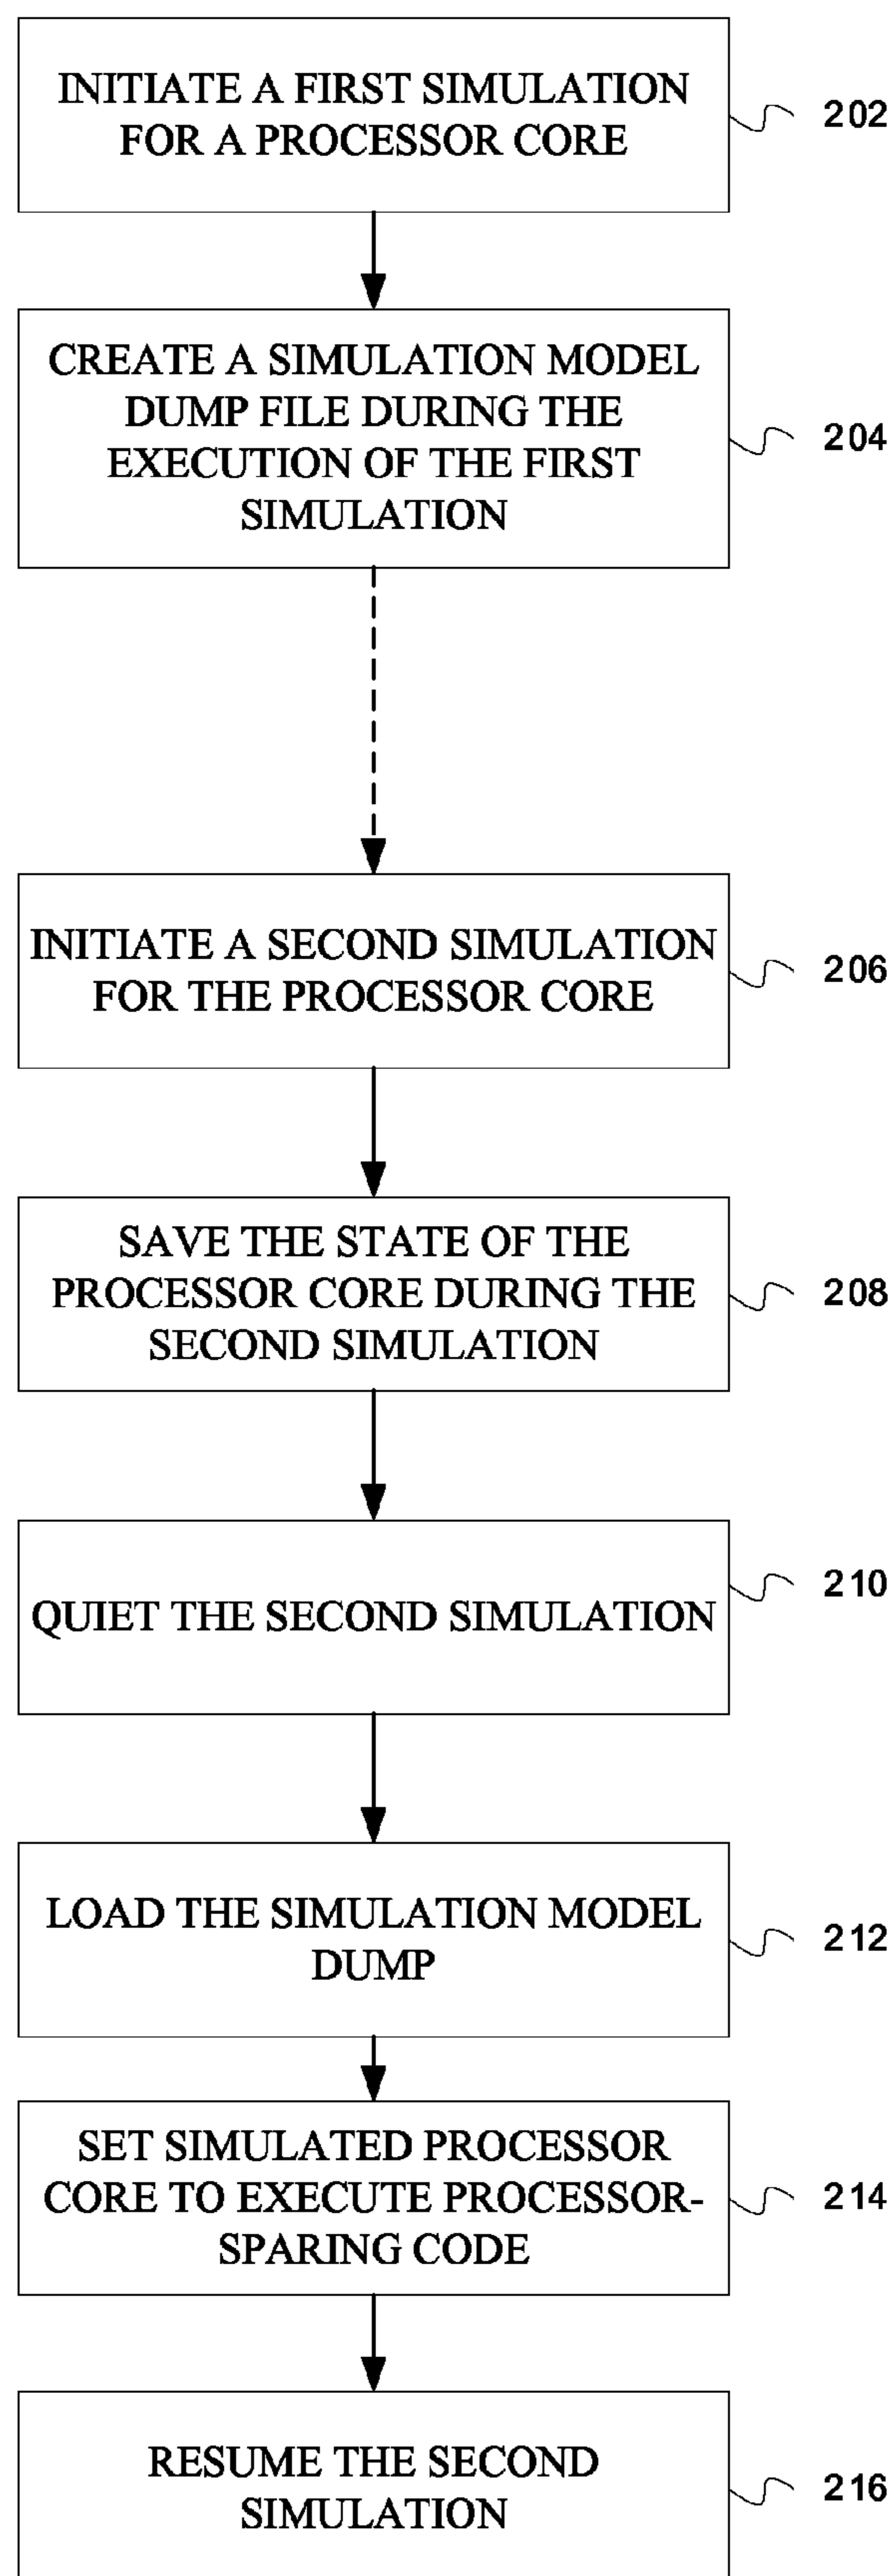 INITIATE A FIRST SIMULATION
FOR A PROCESSOR CORE
202
CREATE A SIMULATION MODEL
DUMP FILE DURING THE
EXECUTION OF THE FIRST
SIMULATION
204
INITIATE A SECOND SIMULATION
FOR THE PROCESSOR CORE
206
SAVE THE STATE OF THE
PROCESSOR CORE DURING THE
SECOND SIMULATION
208
QUIET THE SECOND SIMULATION
210
LOAD THE SIMULATION MODEL
DUMP
212
SET SIMULATED PROCESSOR
CORE TO EXECUTE PROCESSOR-
SPARING CODE
214
RESUME THE SECOND
SIMULATION
216